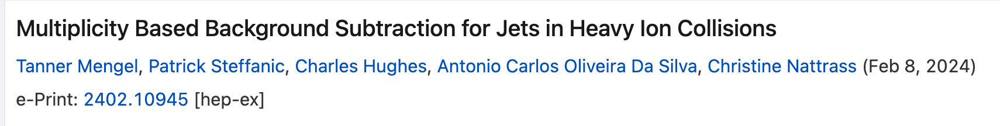 Multiplicity Based Background Subtraction for Jets in Heavy Ion Collisions
Tanner Mengel, Patrick Steffanic, Charles Hughes, Antonio Carlos Oliveira Da Silva, Christine Nattrass (Feb 8, 2024)
e-Print: 2402.10945 [hep-ex]